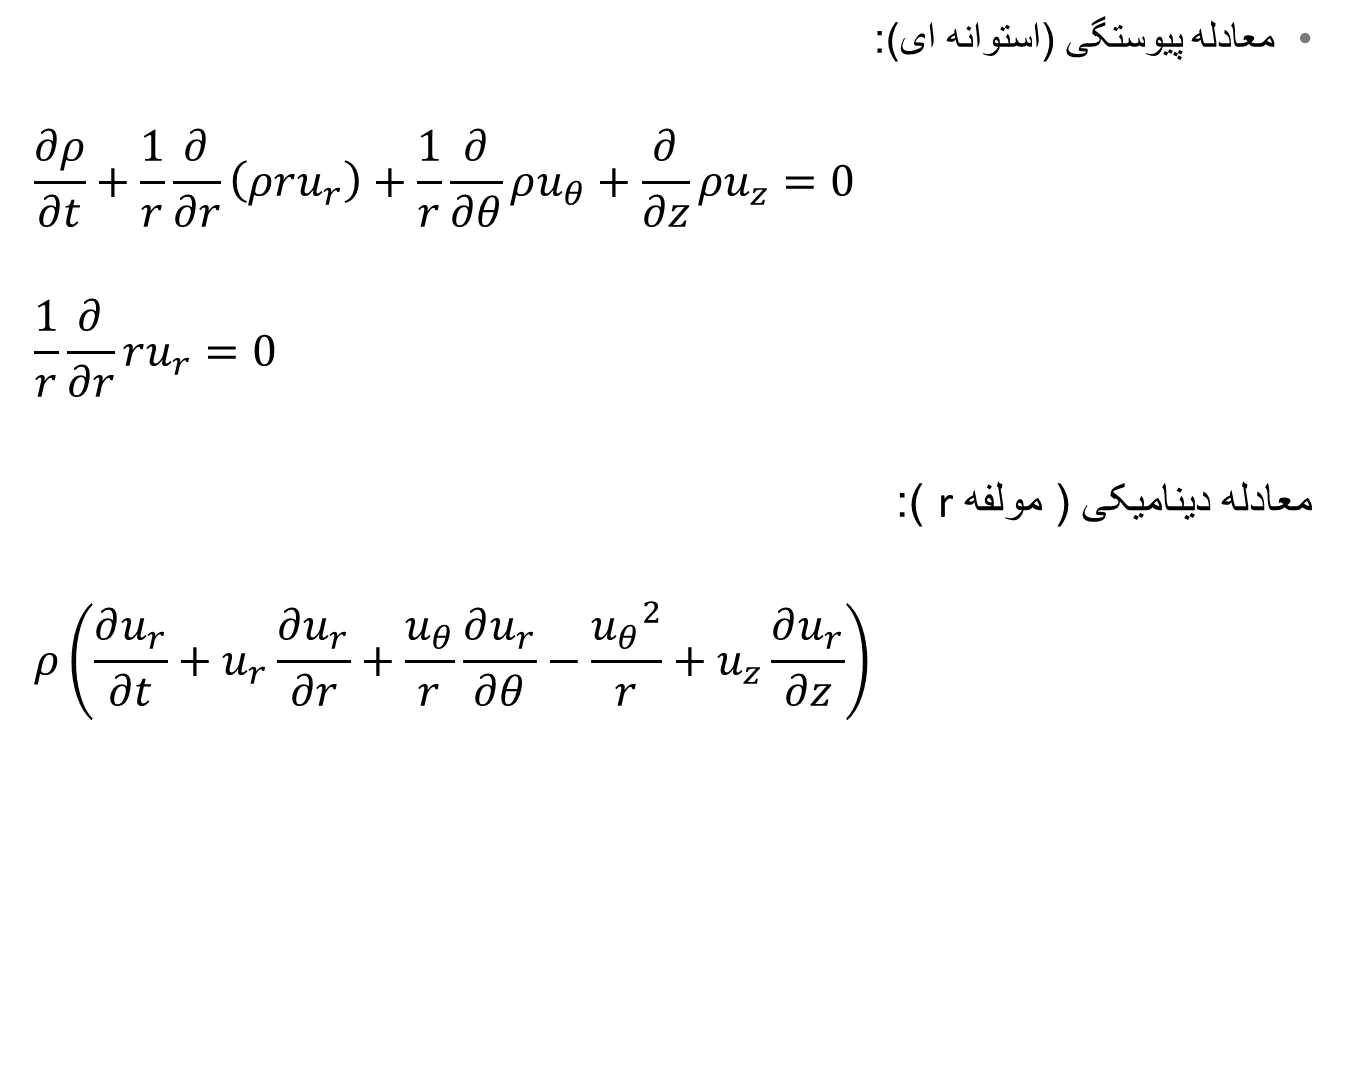 • معادله پیوستگی (استوانه ای):
∂ρ/∂t + 1/r ∂/∂r (ρru_r) + 1/r ∂/∂θ ρu_θ + ∂/∂z ρu_z = 0
1/r ∂/∂r ru_r = 0
معادله دینامیکی ( مولفه r ):
ρ(∂u_r/∂t + u_r ∂u_r/∂r + u_θ/r ∂u_r/∂θ − u_θ²/r + u_z ∂u_r/∂z)